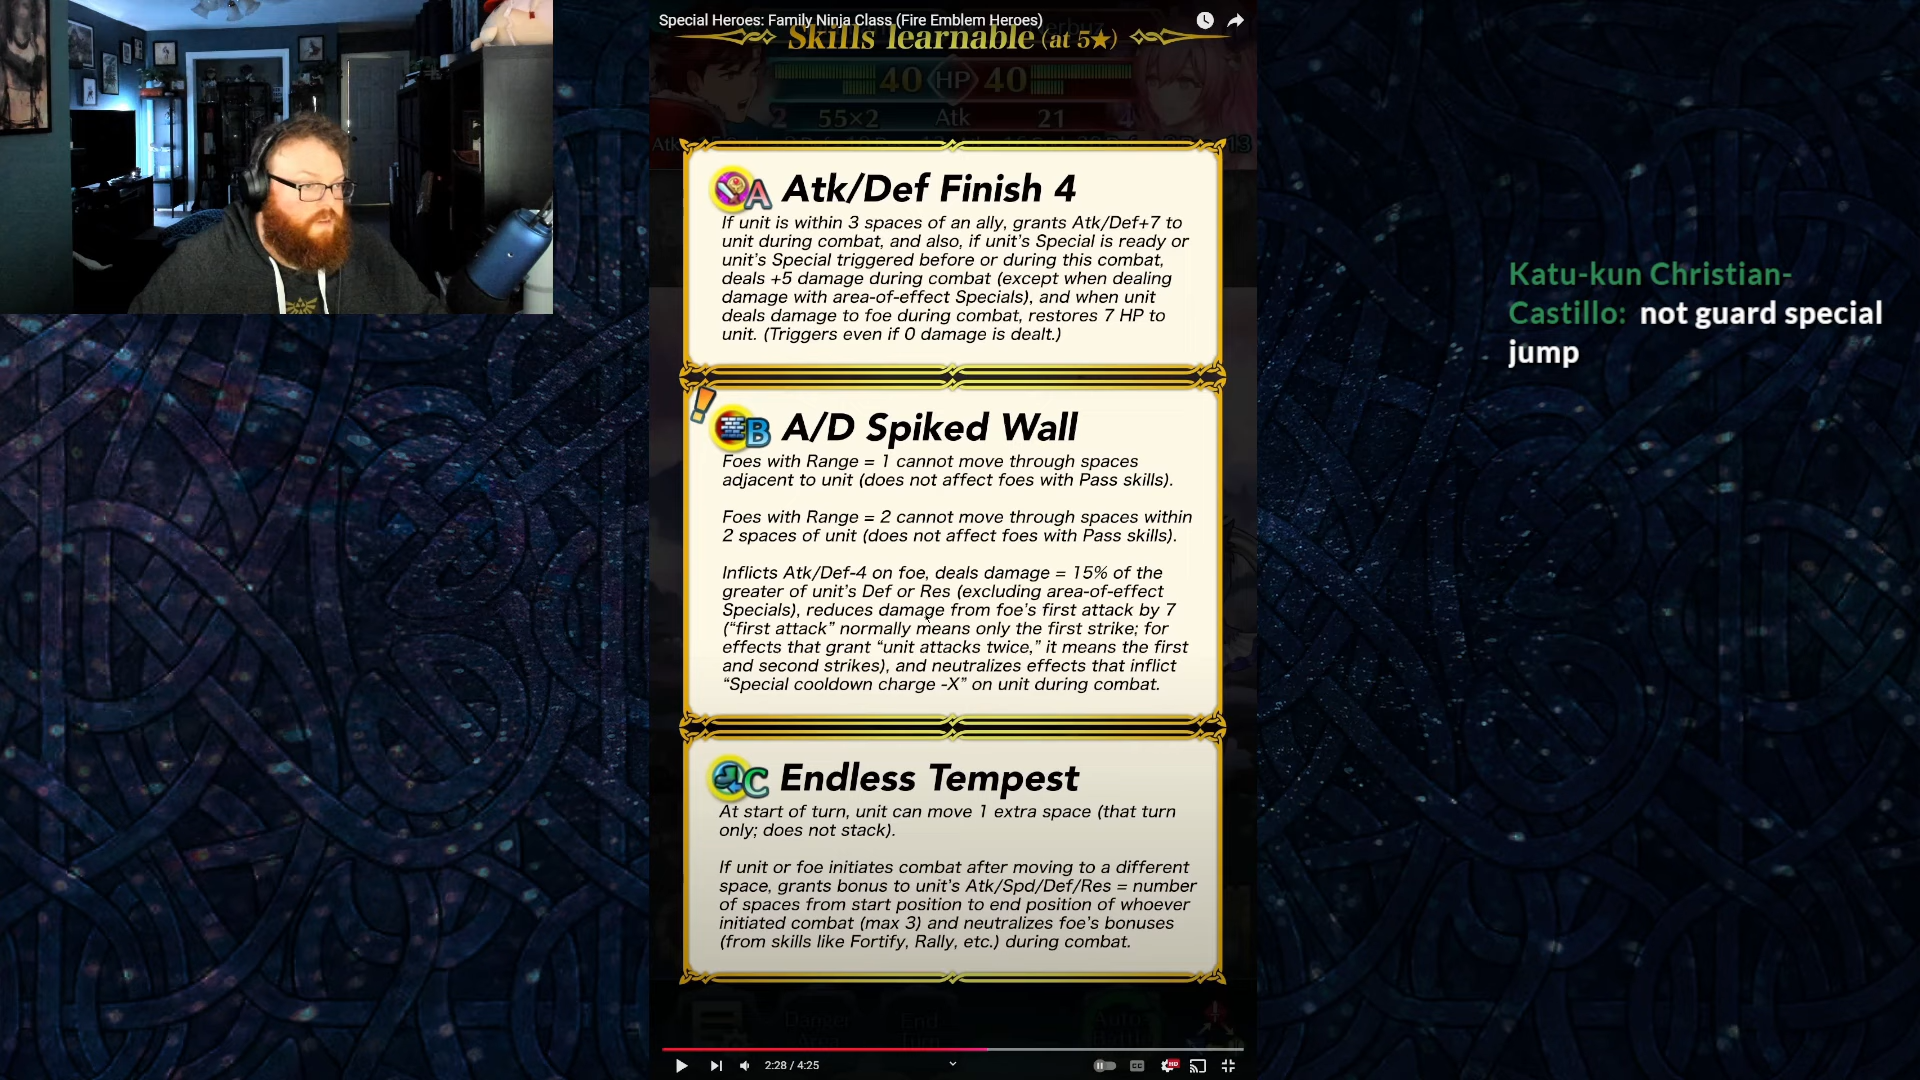 Special Heroes: Family Ninja Class (Fire Emblem Heroes)
Skills learnable (at 5★)
40 HP 40
2 55×2 Atk 21 4
A Atk/Def Finish 4
If unit is within 3 spaces of an ally, grants Atk/Def+7 to
unit during combat, and also, if unit's Special is ready or
unit's Special triggered before or during this combat,
deals +5 damage during combat (except when dealing
damage with area-of-effect Specials), and when unit
deals damage to foe during combat, restores 7 HP to
unit. (Triggers even if 0 damage is dealt.)
B A/D Spiked Wall
Foes with Range = 1 cannot move through spaces
adjacent to unit (does not affect foes with Pass skills).
Foes with Range = 2 cannot move through spaces within
2 spaces of unit (does not affect foes with Pass skills).
Inflicts Atk/Def-4 on foe, deals damage = 15% of the
greater of unit's Def or Res (excluding area-of-effect
Specials), reduces damage from foe's first attack by 7
(“first attack” normally means only the first strike; for
effects that grant “unit attacks twice,” it means the first
and second strikes), and neutralizes effects that inflict
“Special cooldown charge -X” on unit during combat.
C Endless Tempest
At start of turn, unit can move 1 extra space (that turn
only; does not stack).
If unit or foe initiates combat after moving to a different
space, grants bonus to unit's Atk/Spd/Def/Res = number
of spaces from start position to end position of whoever
initiated combat (max 3) and neutralizes foe's bonuses
(from skills like Fortify, Rally, etc.) during combat.
Danger End
2:28 / 4:25
CC
HD
Katu-kun Christian-
Castillo: not guard special
jump